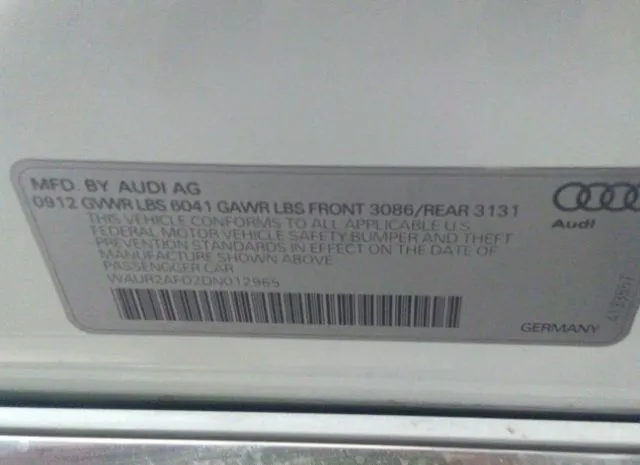 MFD. BY AUDI AG
0912 GVWR LBS 6041 GAWR LBS FRONT 3086/REAR 3131
THIS VEHICLE CONFORMS TO ALL APPLICABLE U.S.
FEDERAL MOTOR VEHICLE SAFETY BUMPER AND THEFT
PREVENTION STANDARDS IN EFFECT ON THE DATE OF
MANUFACTURE SHOWN ABOVE
PASSENGGER CAR
WAUR2AFD2DN012965
Audi
GERMANY